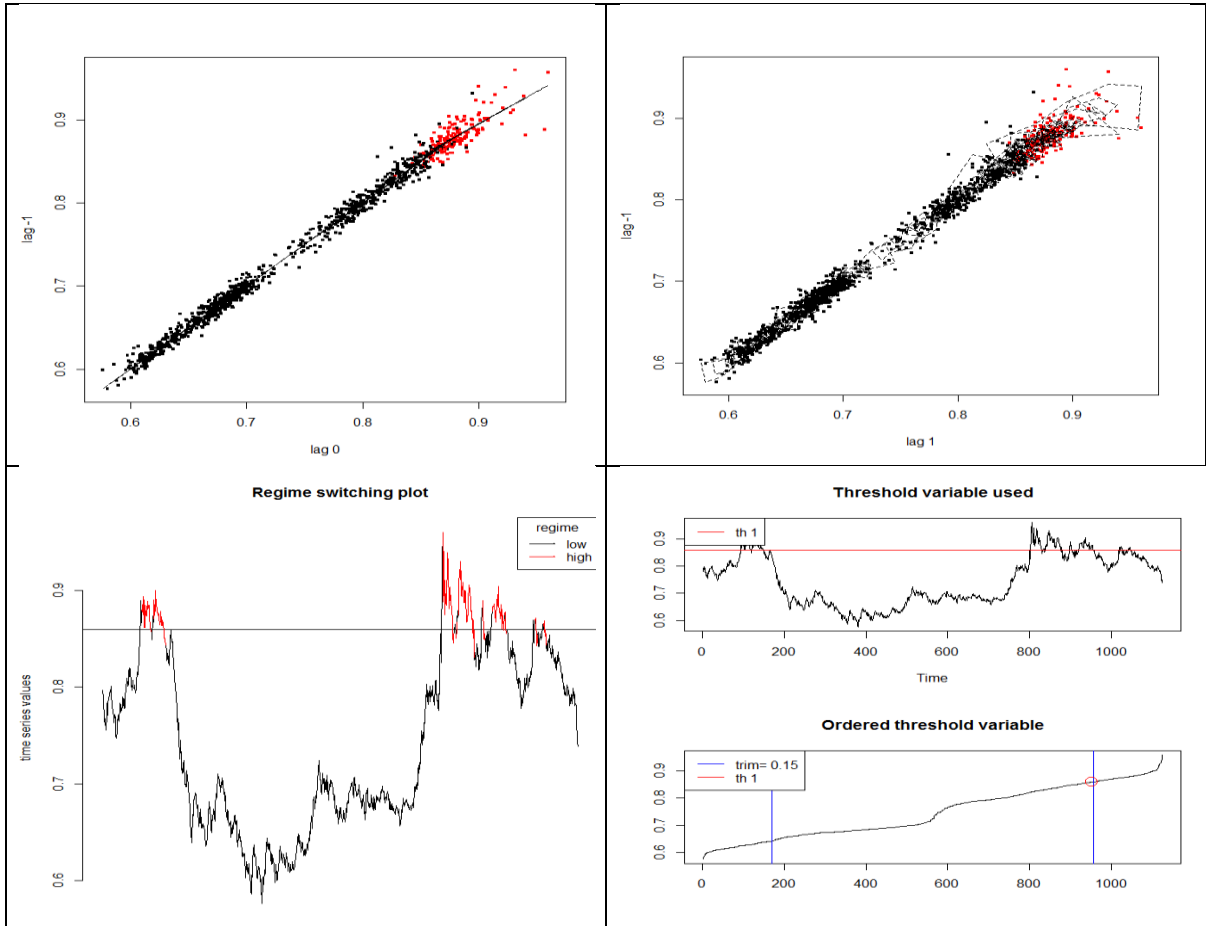 0.6 0.7 0.8 0.9
lag-1
0.6 0.7 0.8 0.9
lag 0
0.6 0.7 0.8 0.9
lag-1
0.6 0.7 0.8 0.9
lag 1
Regime switching plot
regime
low
high
0.6 0.7 0.8 0.9
time series values
Threshold variable used
th 1
0.6 0.7 0.8 0.9
0 200 400 600 800 1000
Time
Ordered threshold variable
trim= 0.15
th 1
0.6 0.7 0.8 0.9
0 200 400 600 800 1000